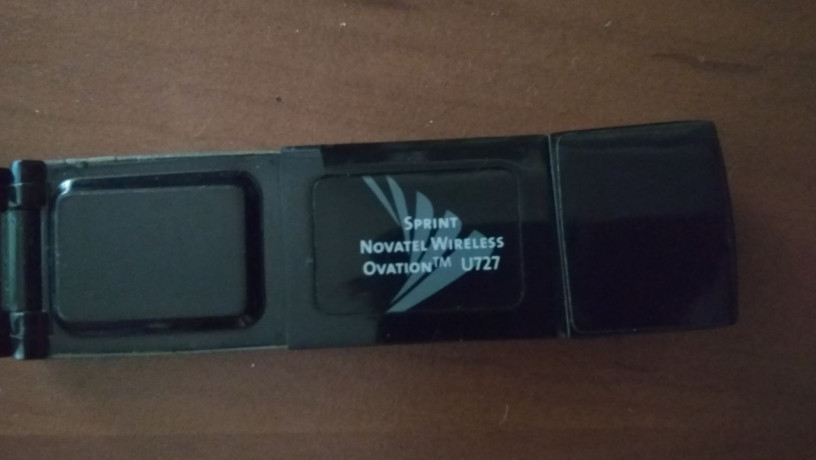 SPRINT
NOVATEL WIRELESS
OVATION™ U727